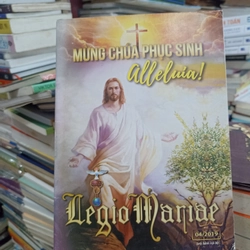 MỪNG CHÚA PHỤC SINH
Alleluia!
Legio Mariae
04/2019